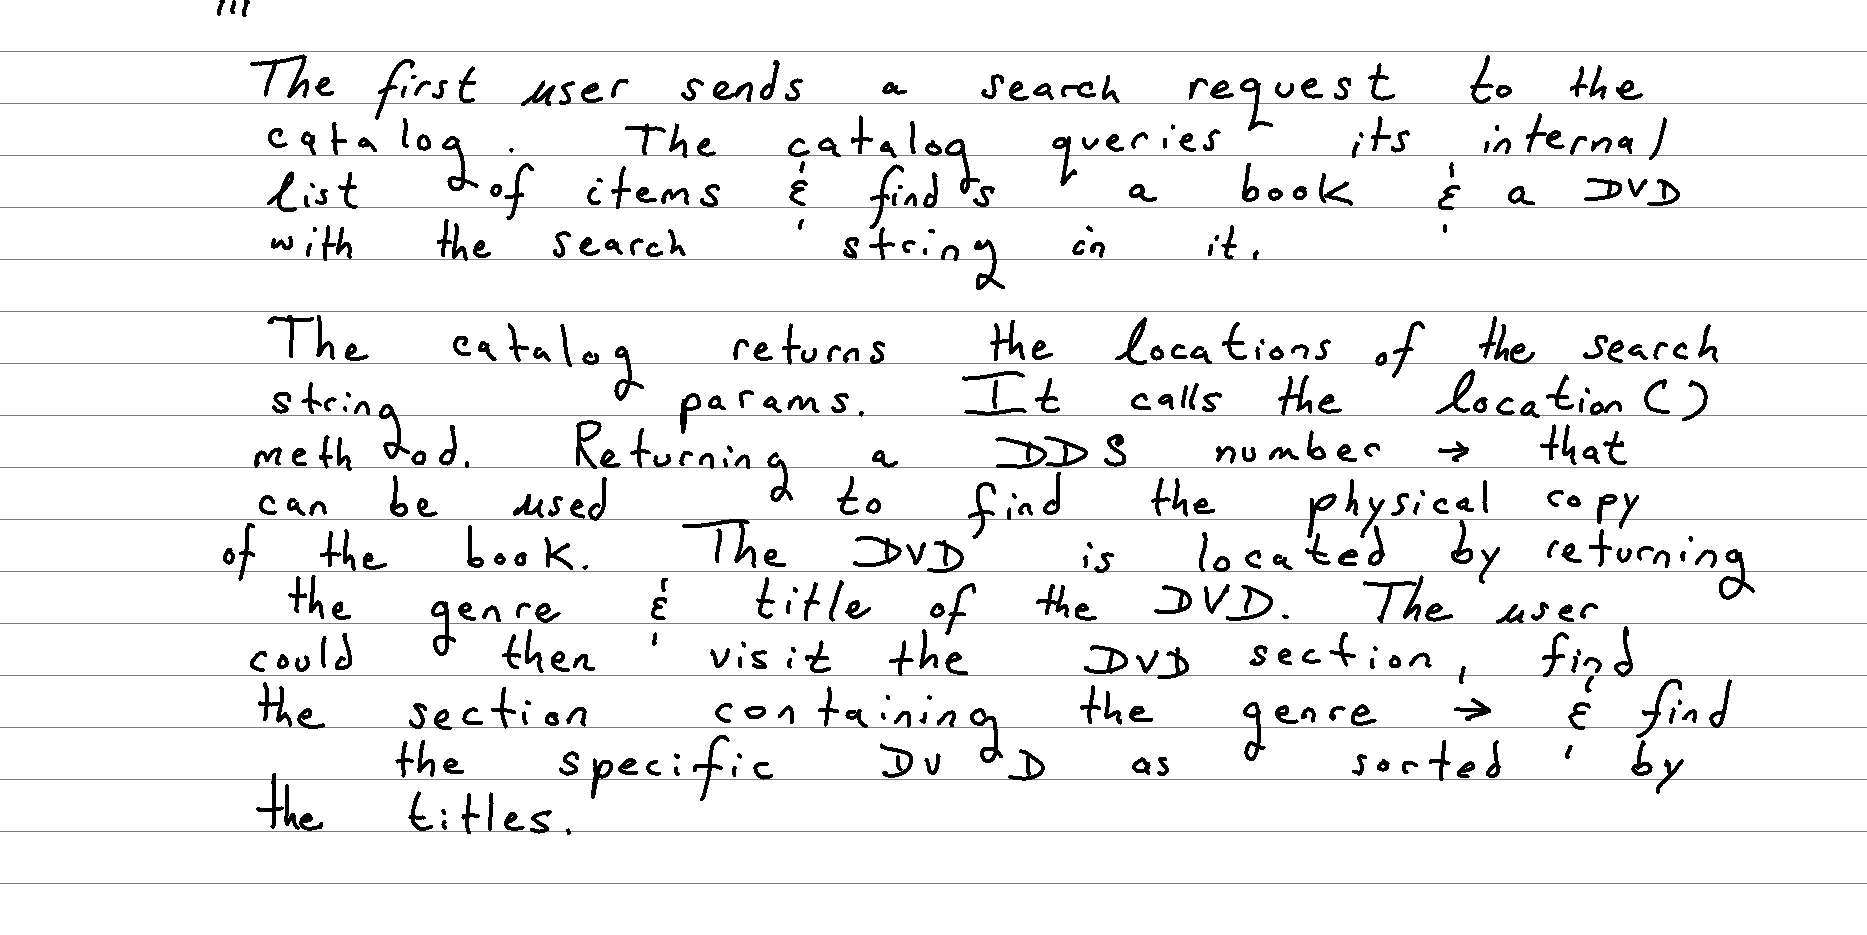 The first user sends a search request to the
catalog. The catalog queries its internal
list of items & finds a book & a DVD
with the search string in it.
The catalog returns the locations of the search
string params. It calls the location()
method. Returning a DDS number → that
can be used to find the physical copy
of the book. The DVD is located by returning
the genre & title of the DVD. The user
could then visit the DVD section, find
the section containing the genre → & find
the specific DVD as sorted by
the titles.